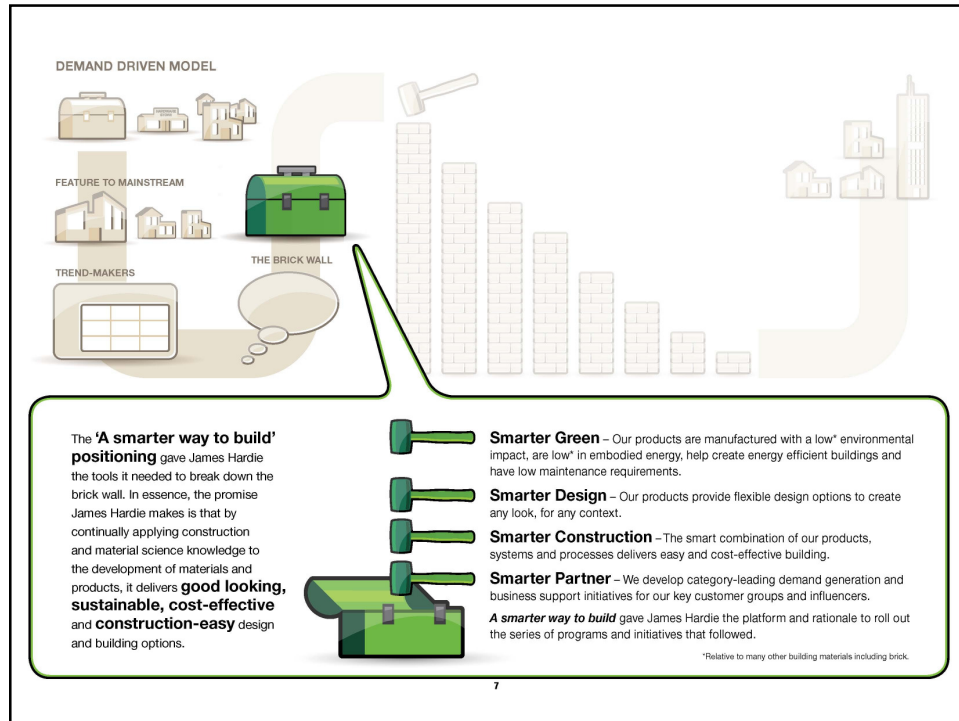 DEMAND DRIVEN MODEL
HARDWARE
STORE
FEATURE TO MAINSTREAM
TREND-MAKERS
THE BRICK WALL
The ‘A smarter way to build’
positioning gave James Hardie
the tools it needed to break down the
brick wall. In essence, the promise
James Hardie makes is that by
continually applying construction
and material science knowledge to
the development of materials and
products, it delivers good looking,
sustainable, cost-effective
and construction-easy design
and building options.
Smarter Green – Our products are manufactured with a low* environmental
impact, are low* in embodied energy, help create energy efficient buildings and
have low maintenance requirements.
Smarter Design – Our products provide flexible design options to create
any look, for any context.
Smarter Construction – The smart combination of our products,
systems and processes delivers easy and cost-effective building.
Smarter Partner – We develop category-leading demand generation and
business support initiatives for our key customer groups and influencers.
A smarter way to build gave James Hardie the platform and rationale to roll out
the series of programs and initiatives that followed.
*Relative to many other building materials including brick.
7